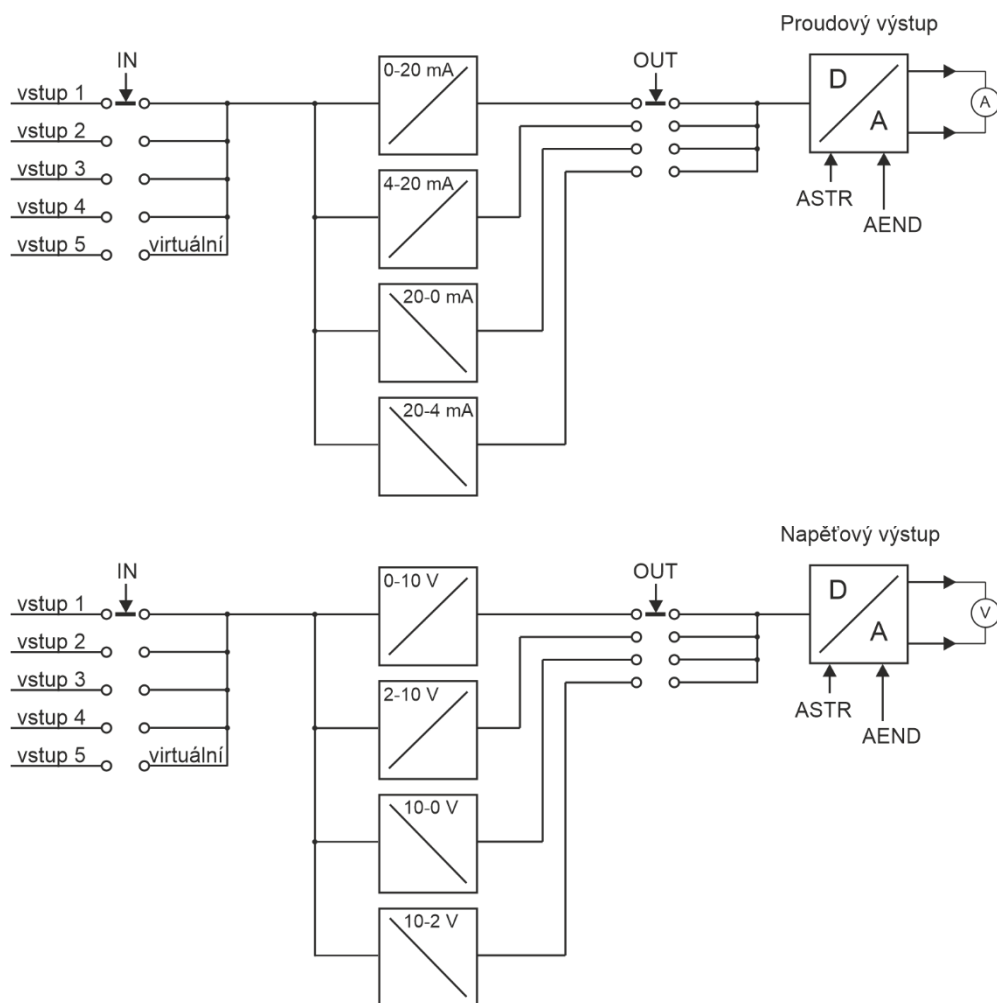 Proudový výstup
IN
0-20 mA
OUT
D
A
A
vstup 1
vstup 2
vstup 3
vstup 4
vstup 5
virtuální
4-20 mA
ASTR
AEND
20-0 mA
20-4 mA
Napěťový výstup
IN
0-10 V
OUT
D
A
V
vstup 1
vstup 2
vstup 3
vstup 4
vstup 5
virtuální
2-10 V
ASTR
AEND
10-0 V
10-2 V